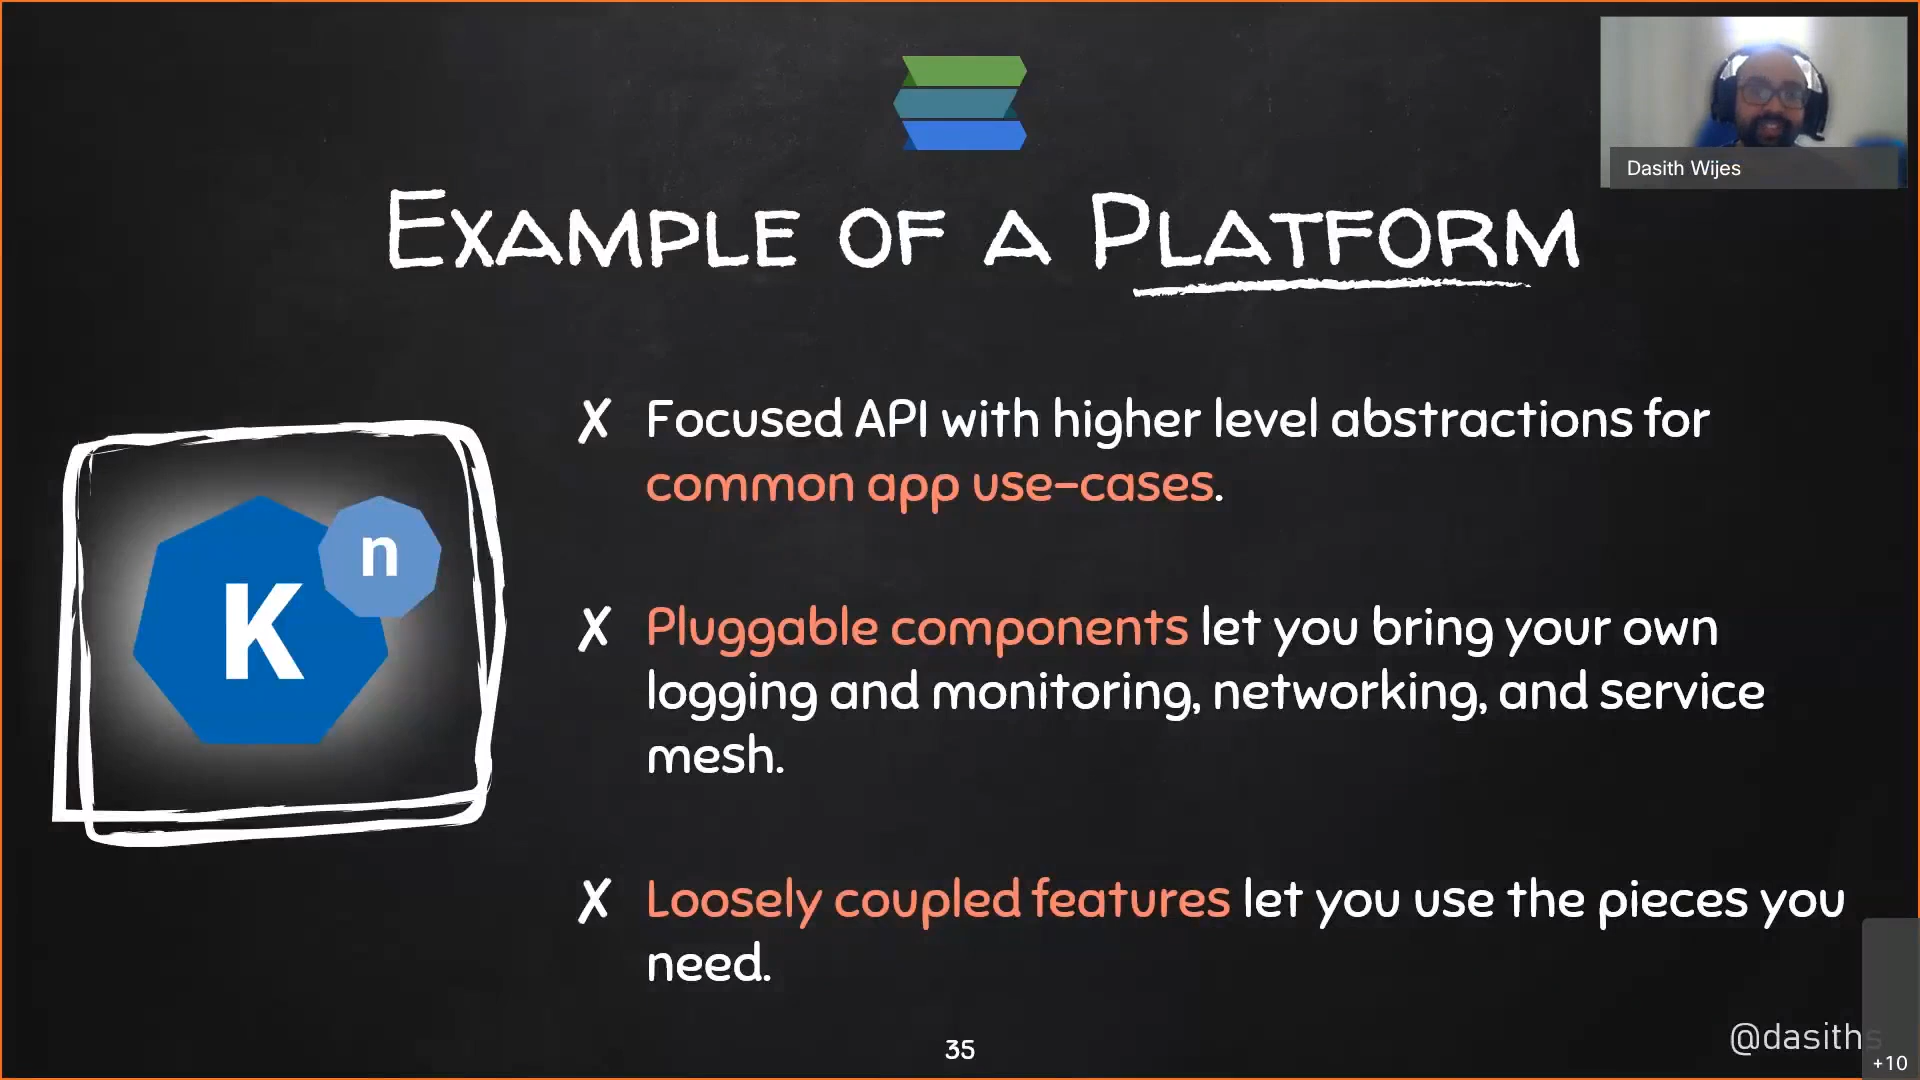 Dasith Wijes
Example of a Platform
K
n
✗ Focused API with higher level abstractions for
common app use-cases.
✗ Pluggable components let you bring your own
logging and monitoring, networking, and service
mesh.
✗ Loosely coupled features let you use the pieces you
need.
35
@dasiths
+10